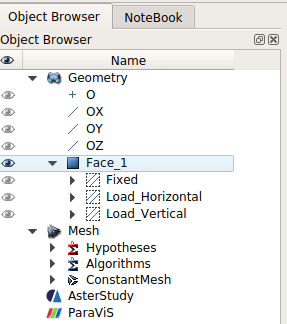 Object Browser NoteBook
Object Browser
Name
Geometry
O
OX
OY
OZ
Face_1
Fixed
Load_Horizontal
Load_Vertical
Mesh
Hypotheses
Algorithms
ConstantMesh
AsterStudy
ParaViS